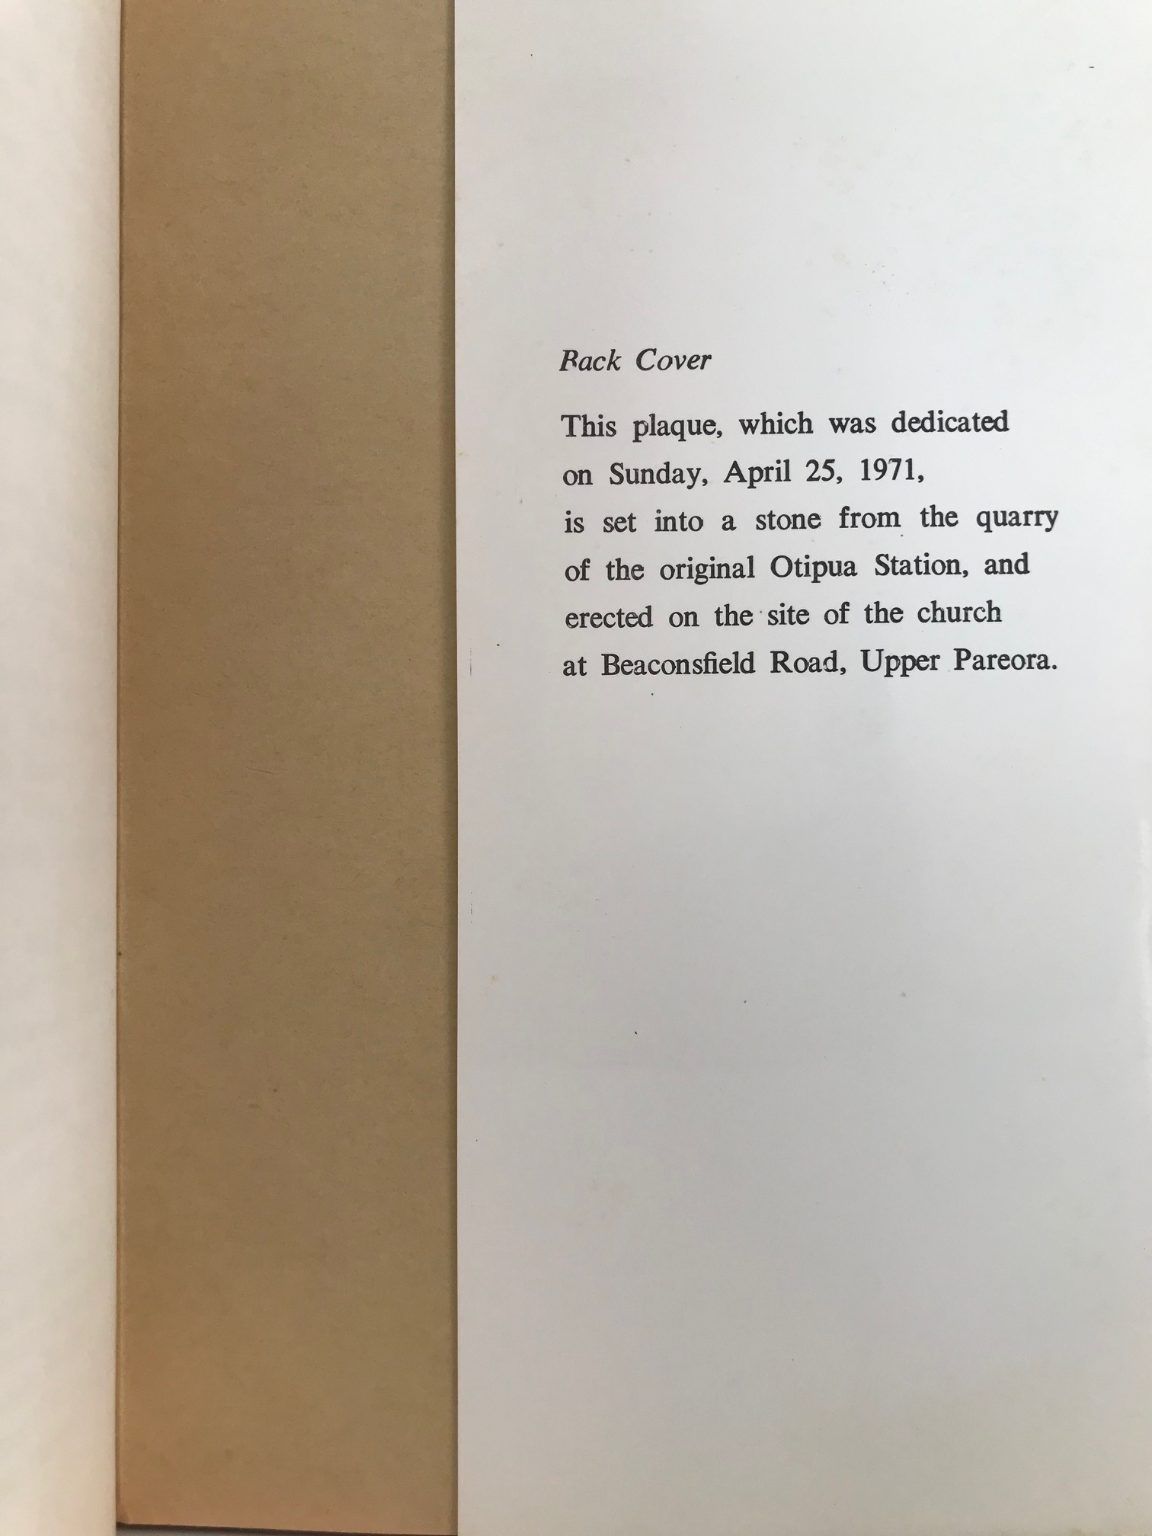 Back Cover
This plaque, which was dedicated
on Sunday, April 25, 1971,
is set into a stone from the quarry
of the original Otipua Station, and
erected on the site of the church
at Beaconsfield Road, Upper Pareora.